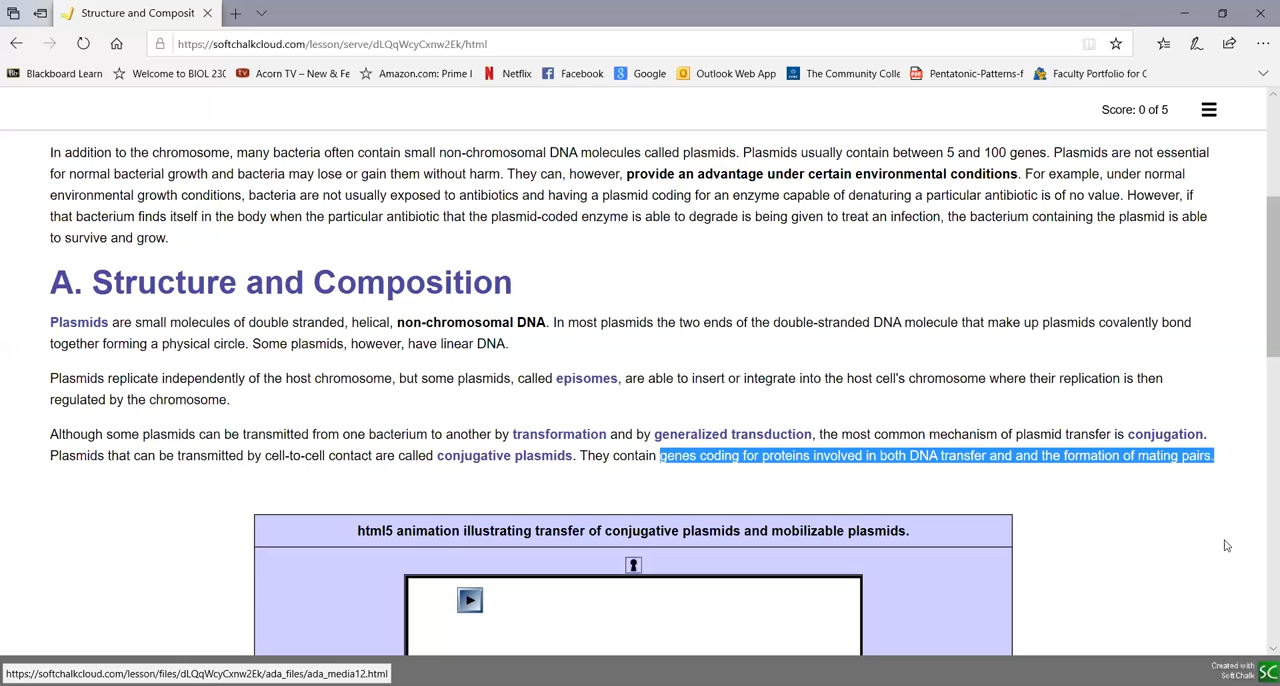 Structure and Composit
https://softchalkcloud.com/lesson/serve/dLQqWcyCxnw2Ek/html
Blackboard Learn Welcome to BIOL 230 Acorn TV – New & Fe Amazon.com: Prime I Netflix Facebook Google Outlook Web App The Community Colle Pentatonic-Patterns-f Faculty Portfolio for C
Score: 0 of 5
In addition to the chromosome, many bacteria often contain small non-chromosomal DNA molecules called plasmids. Plasmids usually contain between 5 and 100 genes. Plasmids are not essential
for normal bacterial growth and bacteria may lose or gain them without harm. They can, however, provide an advantage under certain environmental conditions. For example, under normal
environmental growth conditions, bacteria are not usually exposed to antibiotics and having a plasmid coding for an enzyme capable of denaturing a particular antibiotic is of no value. However, if
that bacterium finds itself in the body when the particular antibiotic that the plasmid-coded enzyme is able to degrade is being given to treat an infection, the bacterium containing the plasmid is able
to survive and grow.
A. Structure and Composition
Plasmids are small molecules of double stranded, helical, non-chromosomal DNA. In most plasmids the two ends of the double-stranded DNA molecule that make up plasmids covalently bond
together forming a physical circle. Some plasmids, however, have linear DNA.
Plasmids replicate independently of the host chromosome, but some plasmids, called episomes, are able to insert or integrate into the host cell's chromosome where their replication is then
regulated by the chromosome.
Although some plasmids can be transmitted from one bacterium to another by transformation and by generalized transduction, the most common mechanism of plasmid transfer is conjugation.
Plasmids that can be transmitted by cell-to-cell contact are called conjugative plasmids. They contain genes coding for proteins involved in both DNA transfer and and the formation of mating pairs.
html5 animation illustrating transfer of conjugative plasmids and mobilizable plasmids.
https://softchalkcloud.com/lesson/files/dLQqWcyCxnw2Ek/ada_files/ada_media12.html
Created with
SoftChalk SC